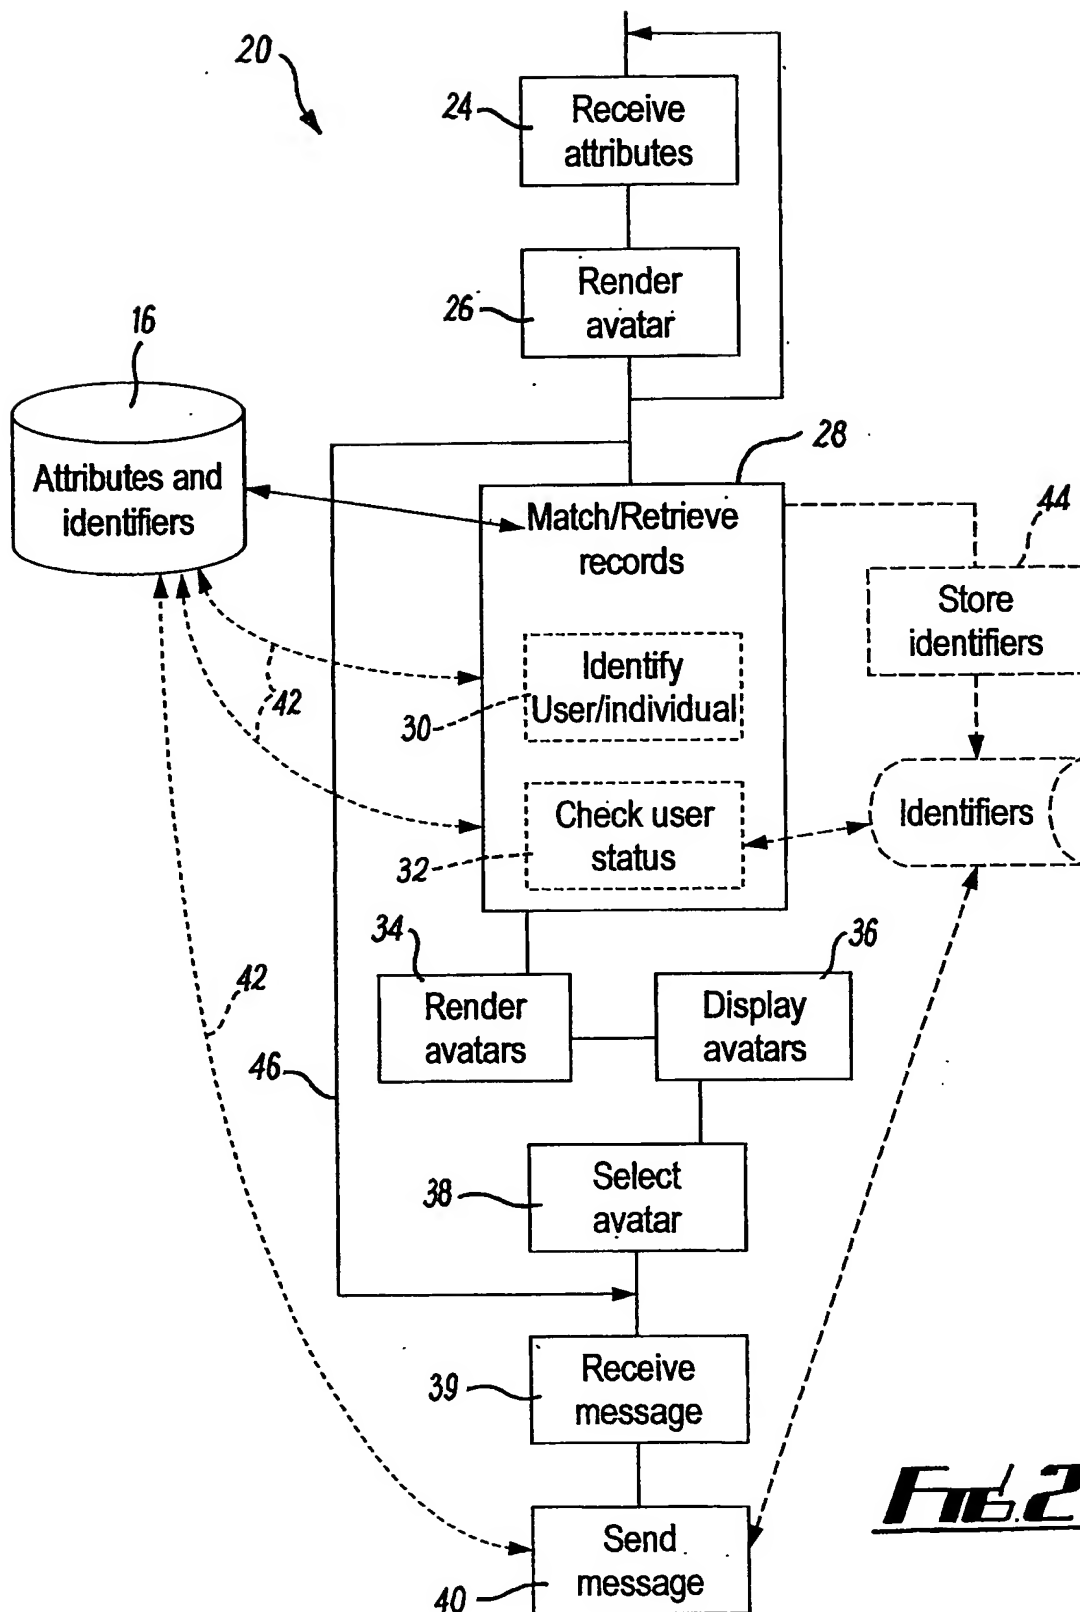 20
24
Receive
attributes
26
Render
avatar
16
Attributes and
identifiers
28
Match/Retrieve
records
44
Store
identifiers
42
30
Identify
User/individual
32
Check user
status
Identifiers
34
Render
avatars
36
Display
avatars
42
46
38
Select
avatar
39
Receive
message
40
Send
message
FIG. 2